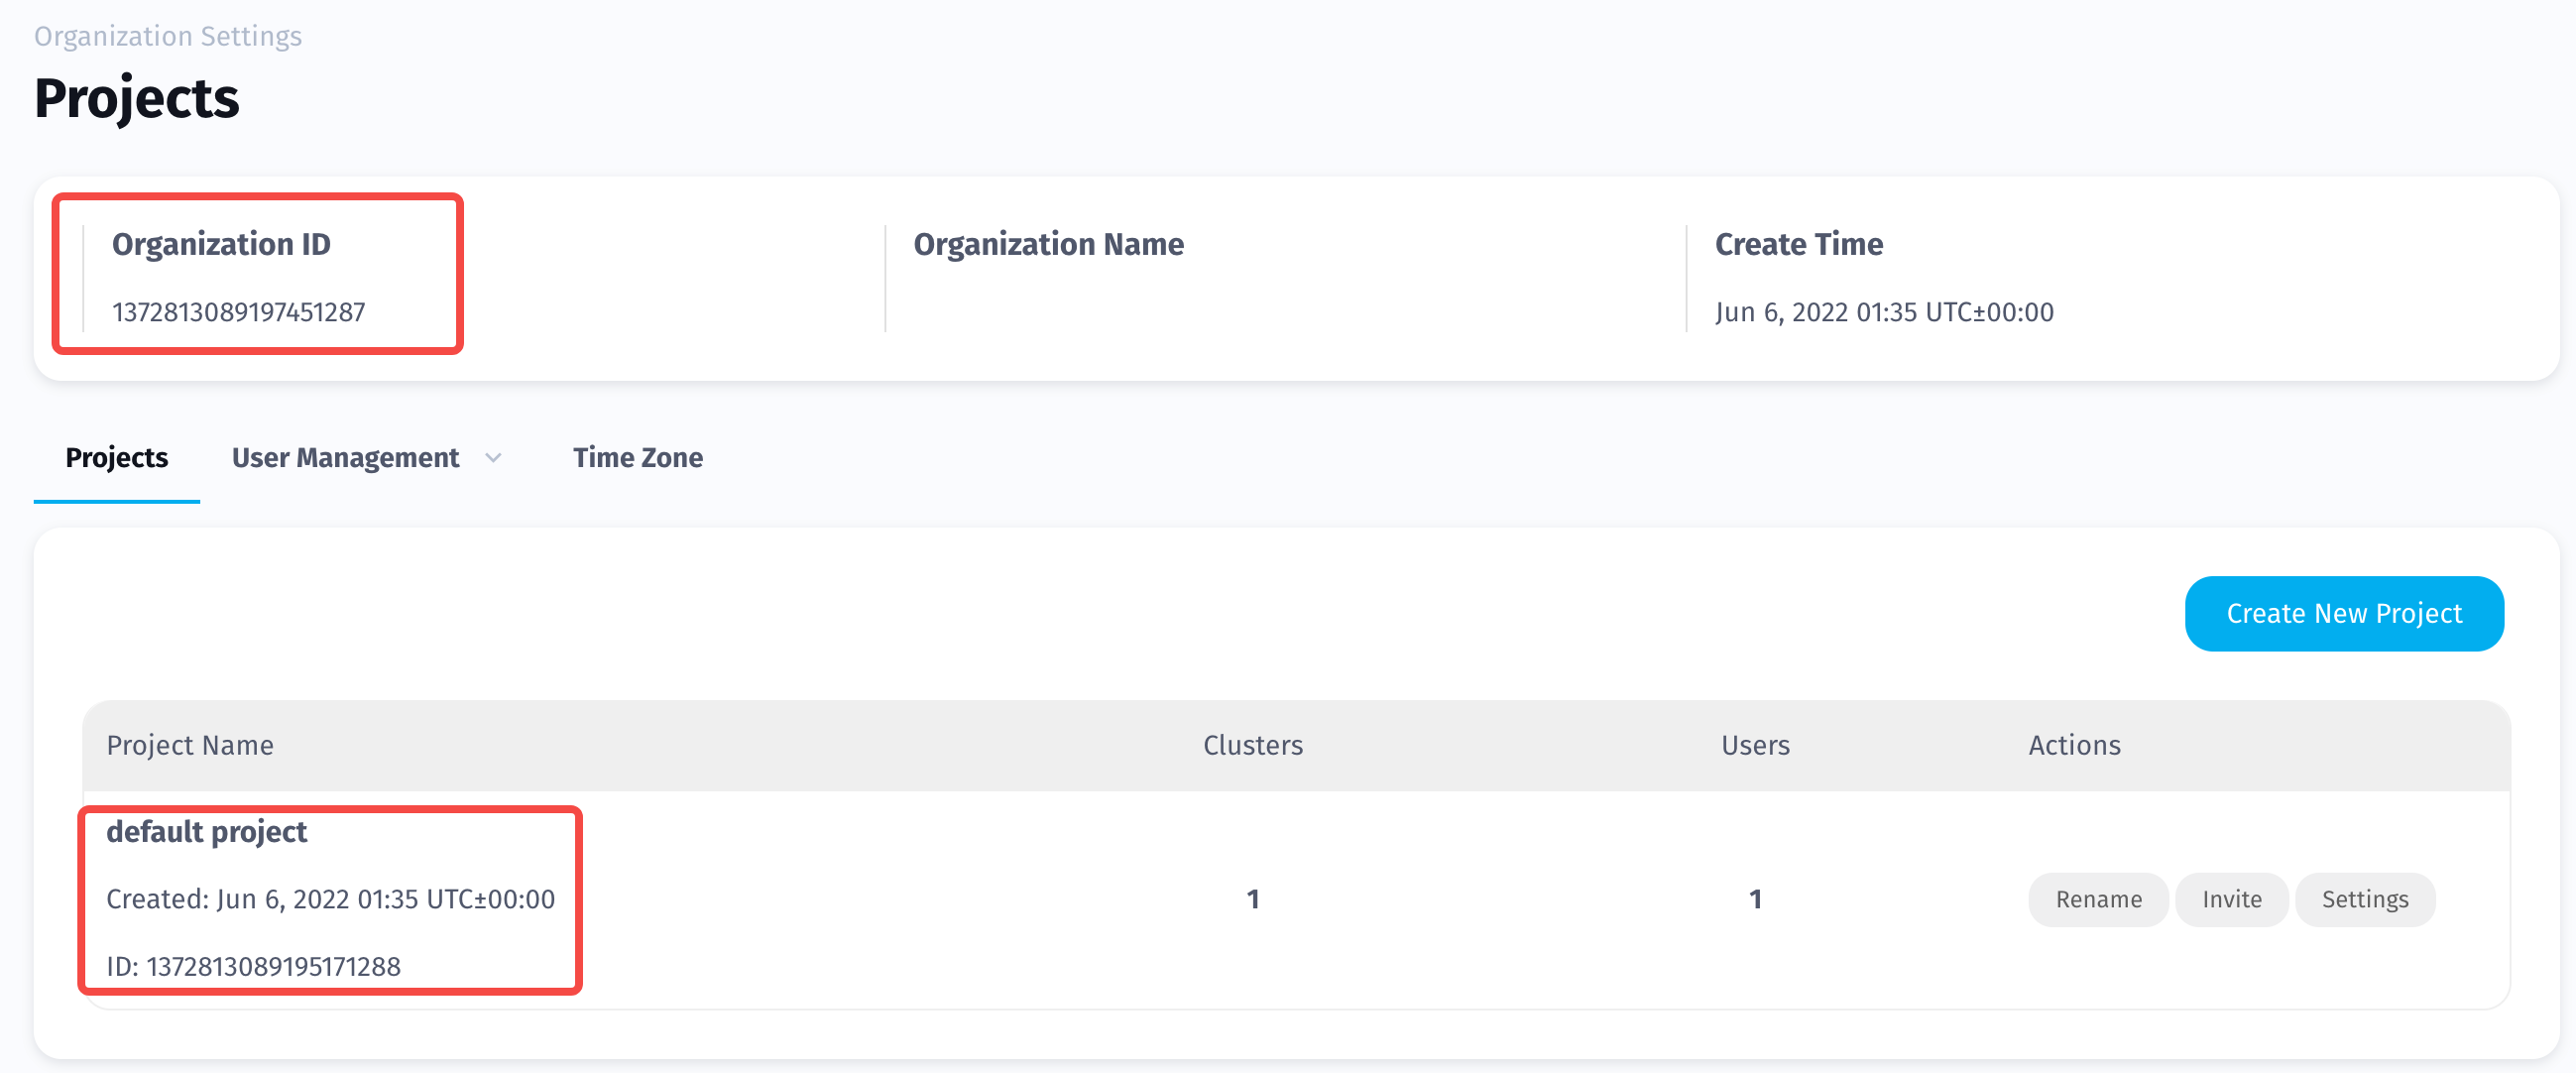 Organization Settings
Projects
Organization ID
Organization Name
Create Time
1372813089197451287
Jun 6, 2022 01:35 UTC±00:00
Projects
User Management
Time Zone
Create New Project
Project Name
Clusters
Users
Actions
default project
Created: Jun 6, 2022 01:35 UTC±00:00
1
1
Rename
Invite
Settings
ID: 1372813089195171288